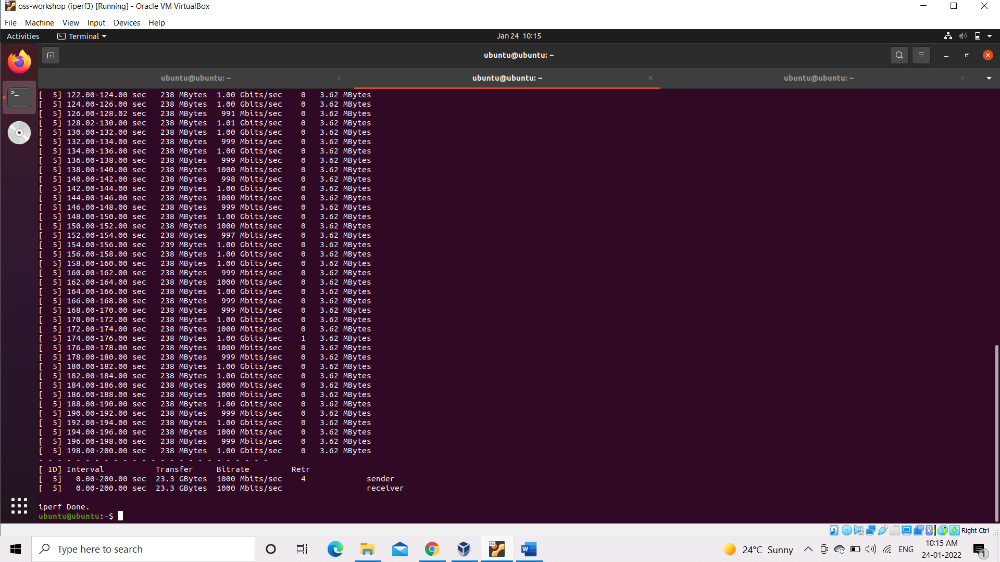 oss-workshop (iperf3) [Running] - Oracle VM VirtualBox
File Machine View Input Devices Help
Activities Terminal Jan 24 10:15
ubuntu@ubuntu: ~
ubuntu@ubuntu: ~ ubuntu@ubuntu: ~ ubuntu@ubuntu: ~
[  5] 122.00-124.00 sec   238 MBytes  1.00 Gbits/sec    0   3.62 MBytes
[  5] 124.00-126.00 sec   238 MBytes  1.00 Gbits/sec    0   3.62 MBytes
[  5] 126.00-128.02 sec   238 MBytes   991 Mbits/sec    0   3.62 MBytes
[  5] 128.02-130.00 sec   238 MBytes  1.01 Gbits/sec    0   3.62 MBytes
[  5] 130.00-132.00 sec   238 MBytes  1.00 Gbits/sec    0   3.62 MBytes
[  5] 132.00-134.00 sec   238 MBytes   999 Mbits/sec    0   3.62 MBytes
[  5] 134.00-136.00 sec   238 MBytes  1.00 Gbits/sec    0   3.62 MBytes
[  5] 136.00-138.00 sec   238 MBytes   999 Mbits/sec    0   3.62 MBytes
[  5] 138.00-140.00 sec   238 MBytes  1000 Mbits/sec    0   3.62 MBytes
[  5] 140.00-142.00 sec   238 MBytes   998 Mbits/sec    0   3.62 MBytes
[  5] 142.00-144.00 sec   239 MBytes  1.00 Gbits/sec    0   3.62 MBytes
[  5] 144.00-146.00 sec   238 MBytes  1000 Mbits/sec    0   3.62 MBytes
[  5] 146.00-148.00 sec   238 MBytes   999 Mbits/sec    0   3.62 MBytes
[  5] 148.00-150.00 sec   238 MBytes  1.00 Gbits/sec    0   3.62 MBytes
[  5] 150.00-152.00 sec   238 MBytes  1000 Mbits/sec    0   3.62 MBytes
[  5] 152.00-154.00 sec   238 MBytes   997 Mbits/sec    0   3.62 MBytes
[  5] 154.00-156.00 sec   239 MBytes  1.00 Gbits/sec    0   3.62 MBytes
[  5] 156.00-158.00 sec   238 MBytes  1.00 Gbits/sec    0   3.62 MBytes
[  5] 158.00-160.00 sec   238 MBytes  1.00 Gbits/sec    0   3.62 MBytes
[  5] 160.00-162.00 sec   238 MBytes   999 Mbits/sec    0   3.62 MBytes
[  5] 162.00-164.00 sec   238 MBytes  1000 Mbits/sec    0   3.62 MBytes
[  5] 164.00-166.00 sec   238 MBytes  1.00 Gbits/sec    0   3.62 MBytes
[  5] 166.00-168.00 sec   238 MBytes   999 Mbits/sec    0   3.62 MBytes
[  5] 168.00-170.00 sec   238 MBytes   999 Mbits/sec    0   3.62 MBytes
[  5] 170.00-172.00 sec   238 MBytes  1.00 Gbits/sec    0   3.62 MBytes
[  5] 172.00-174.00 sec   238 MBytes  1000 Mbits/sec    0   3.62 MBytes
[  5] 174.00-176.00 sec   238 MBytes  1.00 Gbits/sec    1   3.62 MBytes
[  5] 176.00-178.00 sec   238 MBytes  1000 Mbits/sec    0   3.62 MBytes
[  5] 178.00-180.00 sec   238 MBytes   999 Mbits/sec    0   3.62 MBytes
[  5] 180.00-182.00 sec   238 MBytes  1.00 Gbits/sec    0   3.62 MBytes
[  5] 182.00-184.00 sec   238 MBytes  1.00 Gbits/sec    0   3.62 MBytes
[  5] 184.00-186.00 sec   238 MBytes  1000 Mbits/sec    0   3.62 MBytes
[  5] 186.00-188.00 sec   238 MBytes  1000 Mbits/sec    0   3.62 MBytes
[  5] 188.00-190.00 sec   238 MBytes  1.00 Gbits/sec    0   3.62 MBytes
[  5] 190.00-192.00 sec   238 MBytes   999 Mbits/sec    0   3.62 MBytes
[  5] 192.00-194.00 sec   238 MBytes  1.00 Gbits/sec    0   3.62 MBytes
[  5] 194.00-196.00 sec   238 MBytes  1000 Mbits/sec    0   3.62 MBytes
[  5] 196.00-198.00 sec   238 MBytes   999 Mbits/sec    0   3.62 MBytes
[  5] 198.00-200.00 sec   238 MBytes  1.00 Gbits/sec    0   3.62 MBytes
- - - - - - - - - - - - - - - - - - - - - - - - -
[ ID] Interval           Transfer     Bitrate         Retr
[  5]   0.00-200.00 sec  23.3 GBytes  1000 Mbits/sec    4             sender
[  5]   0.00-200.00 sec  23.3 GBytes  1000 Mbits/sec                  receiver
iperf Done.
ubuntu@ubuntu:~$
Right Ctrl
Type here to search
24°C Sunny ENG 10:15 AM
24-01-2022
1